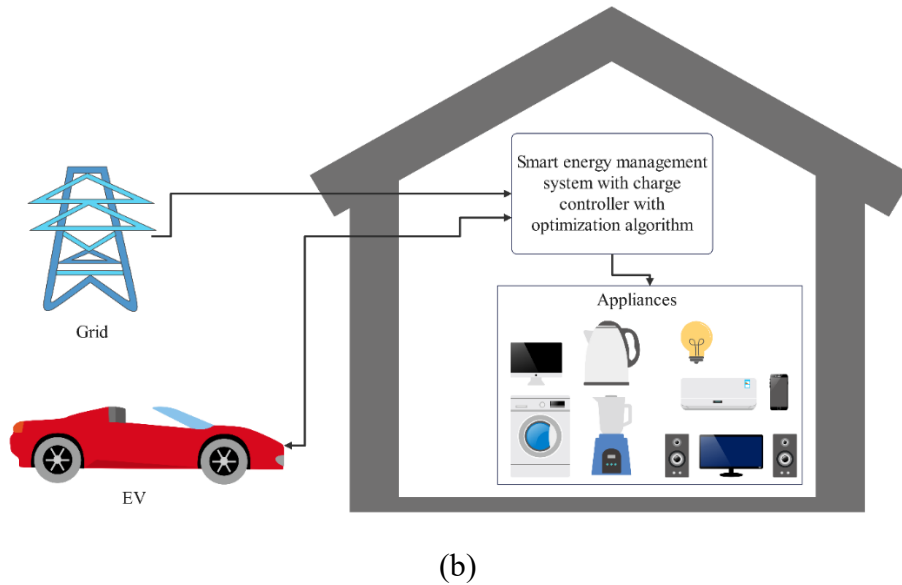 Smart energy management
system with charge
controller with
optimization algorithm
Appliances
Grid
EV
(b)